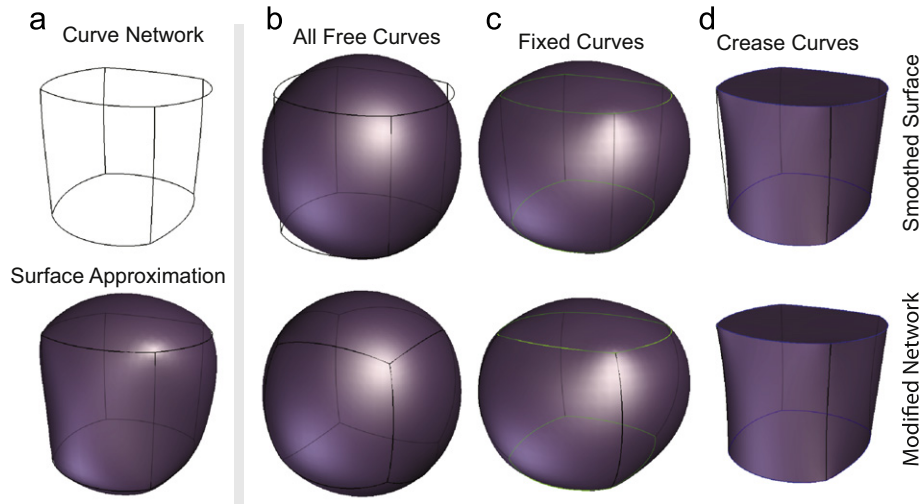 a
Curve Network
Surface Approximation
b
All Free Curves
c
Fixed Curves
d
Crease Curves
Smoothed Surface
Modified Network